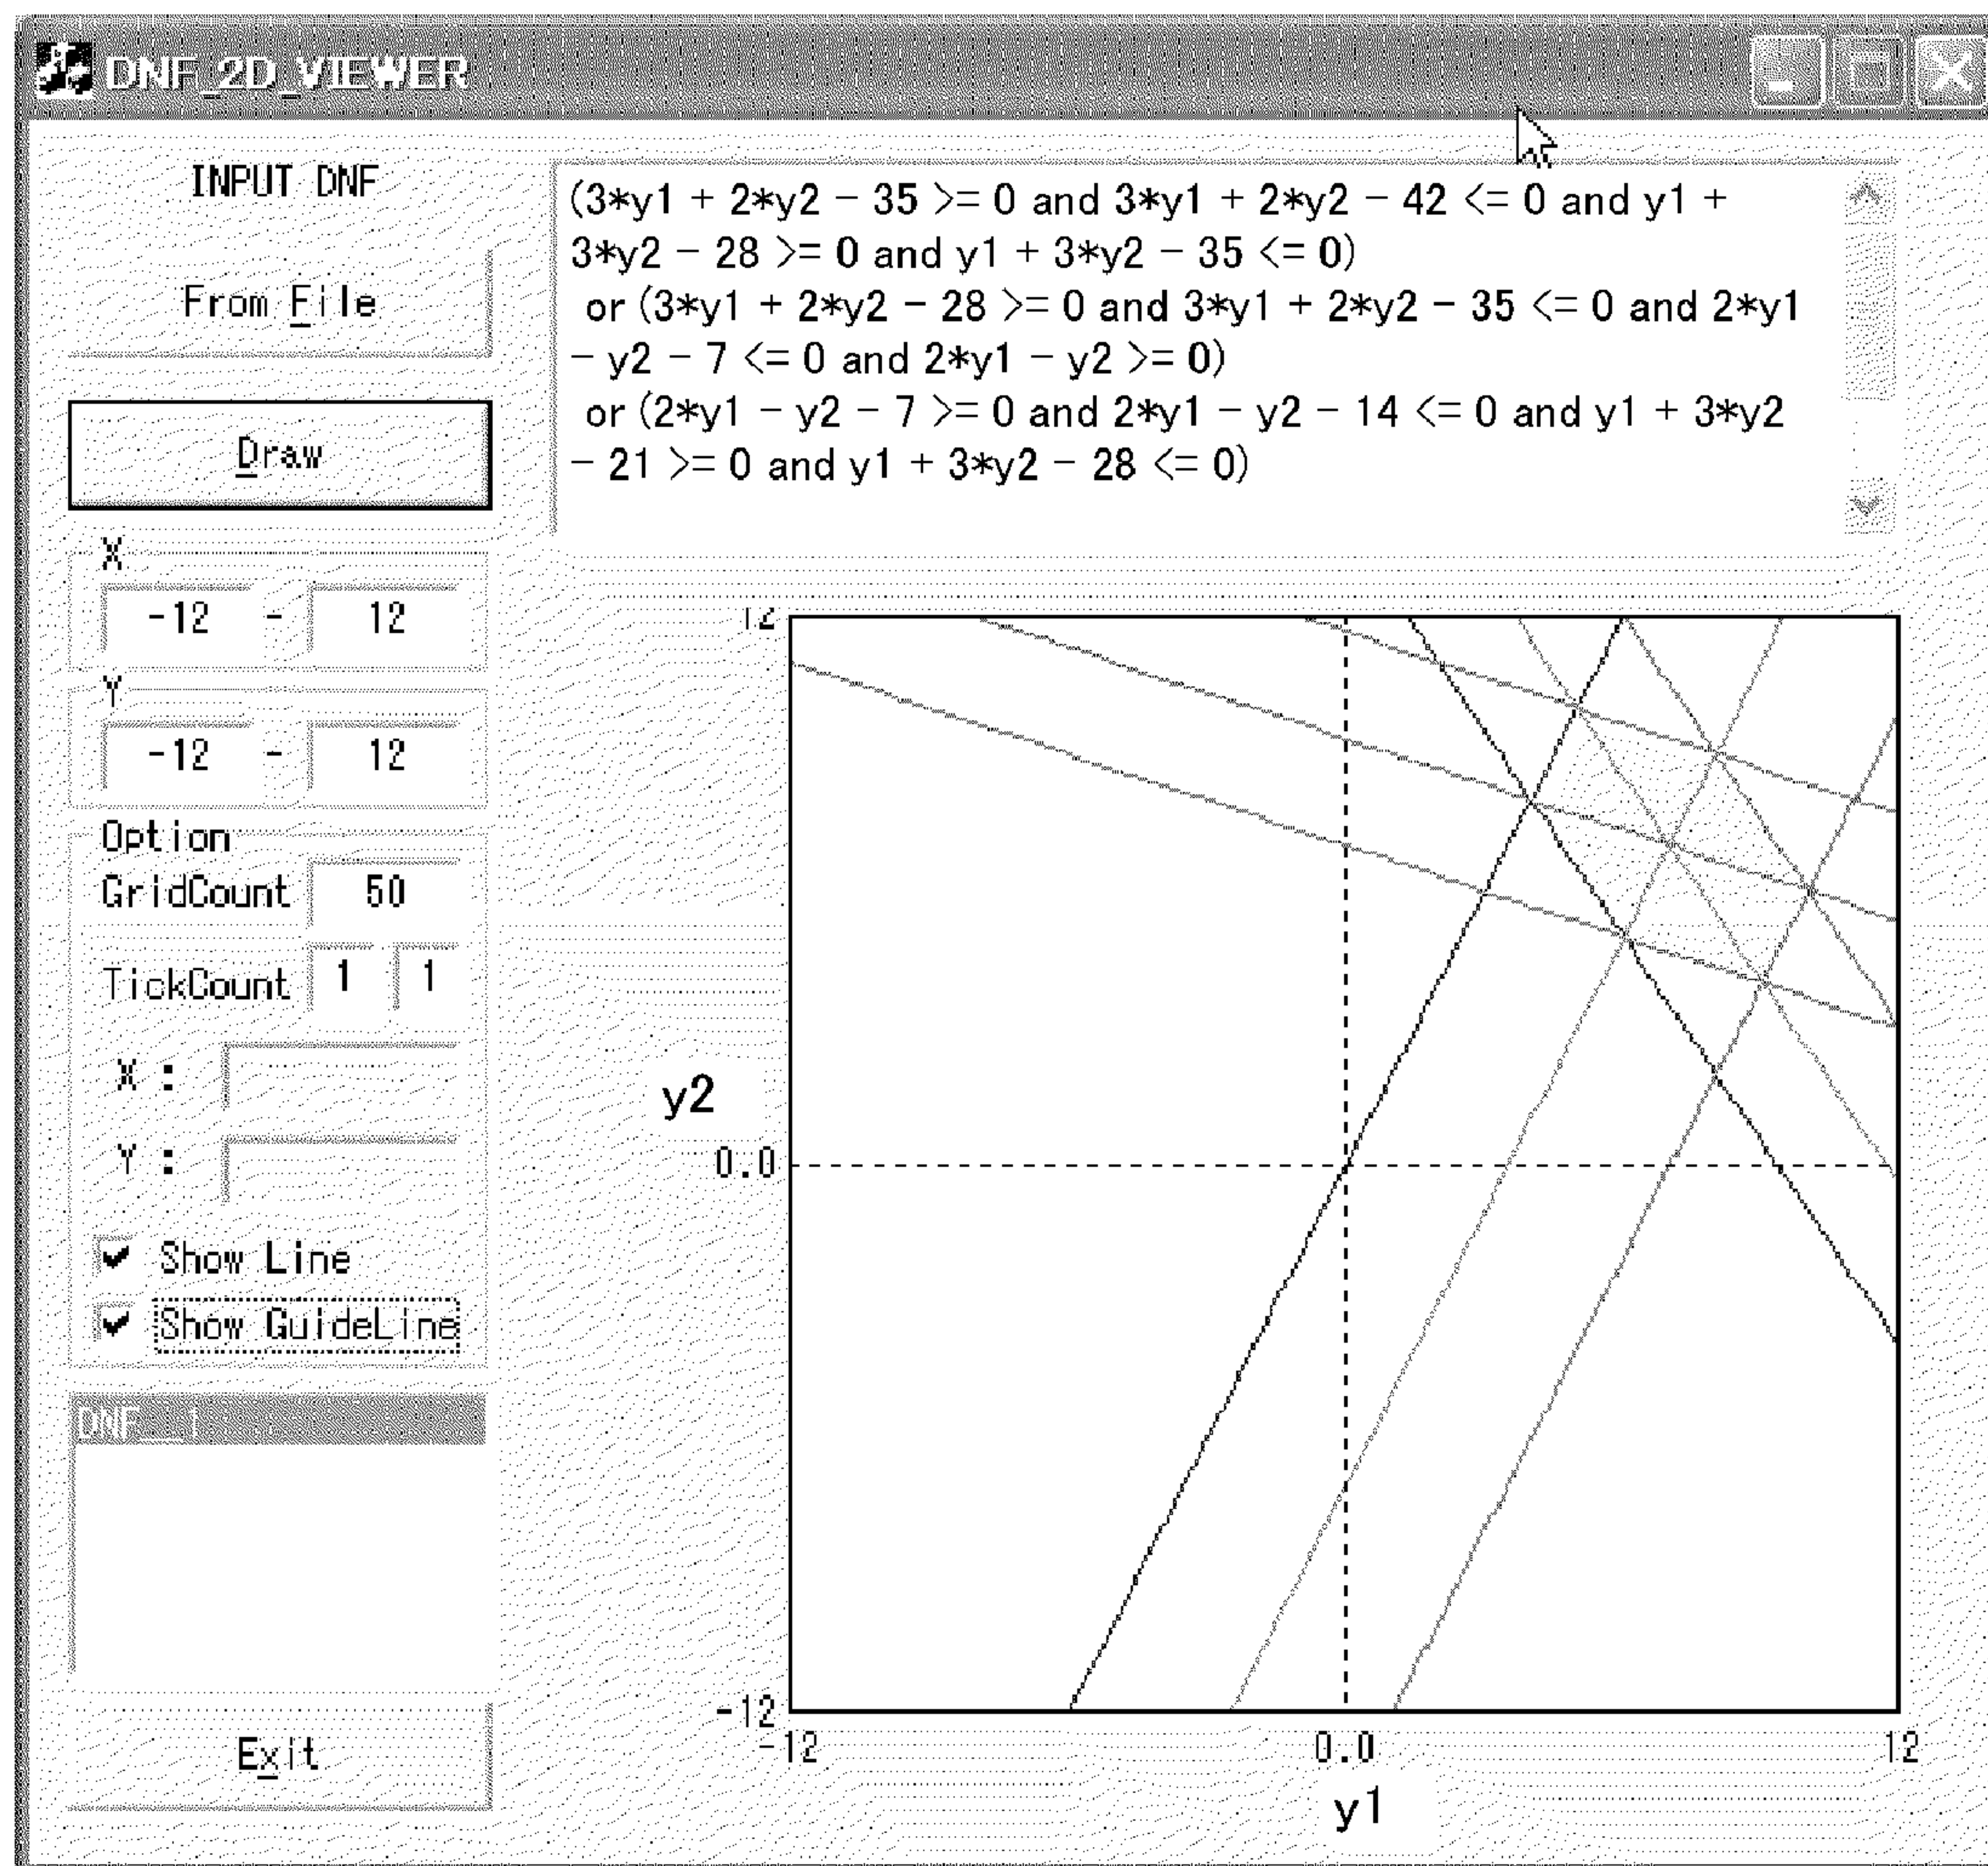 DNF_2D_VIEWER
INPUT DNF
From File
Draw
(3*y1 + 2*y2 − 35 >= 0 and 3*y1 + 2*y2 − 42 <= 0 and y1 +
3*y2 − 28 >= 0 and y1 + 3*y2 − 35 <= 0)
or (3*y1 + 2*y2 − 28 >= 0 and 3*y1 + 2*y2 − 35 <= 0 and 2*y1
− y2 − 7 <= 0 and 2*y1 − y2 >= 0)
or (2*y1 − y2 − 7 >= 0 and 2*y1 − y2 − 14 <= 0 and y1 + 3*y2
− 21 >= 0 and y1 + 3*y2 − 28 <= 0)
X
-12 - 12
Y
-12 - 12
Option
GridCount 50
TickCount 1 1
X :
Y :
Show Line
Show GuideLine
DNF__1
Exit
12
y2
0.0
-12
-12 0.0 12
y1